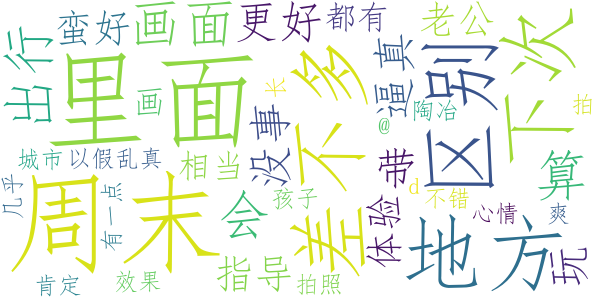 蛮好
画面
更好
都有
老公
下次
出行
里面
差不多
逼真
区别
画
长
拍
@
陶冶
城市
以假乱真
相当
没事
带
算
几乎
周末
有一点
会
孩子
体验
d
不错
心情
地方
爽
玩
肯定
效果
指导
拍照